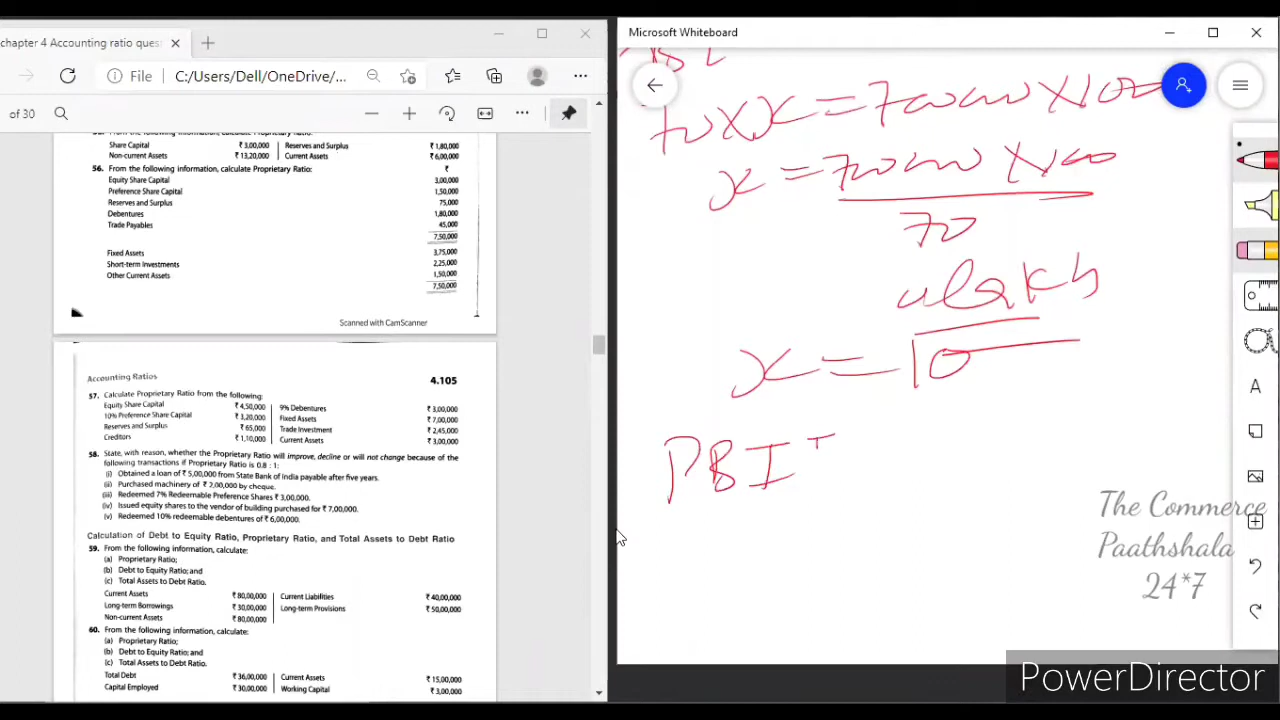 chapter 4 Accounting ratio ques
File C:/Users/Dell/OneDrive/...
of 30
Share Capital ₹ 3,00,000 Reserves and Surplus ₹ 1,80,000
Non-current Assets ₹ 13,20,000 Current Assets ₹ 6,00,000
56. From the following information, calculate Proprietary Ratio: ₹
Equity Share Capital 3,00,000
Preference Share Capital 1,50,000
Reserves and Surplus 75,000
Debentures 1,80,000
Trade Payables 45,000
7,50,000
Fixed Assets 3,75,000
Short-term Investments 2,25,000
Other Current Assets 1,50,000
7,50,000
Scanned with CamScanner
Accounting Ratios 4.105
57. Calculate Proprietary Ratio from the following:
Equity Share Capital ₹ 4,50,000 9% Debentures ₹ 3,00,000
10% Preference Share Capital ₹ 3,20,000 Fixed Assets ₹ 7,00,000
Reserves and Surplus ₹ 65,000 Trade Investment ₹ 2,45,000
Creditors ₹ 1,10,000 Current Assets ₹ 3,00,000
58. State, with reason, whether the Proprietary Ratio will improve, decline or will not change because of the
following transactions if Proprietary Ratio is 0.8 : 1:
(i) Obtained a loan of ₹ 5,00,000 from State Bank of India payable after five years.
(ii) Purchased machinery of ₹ 2,00,000 by cheque.
(iii) Redeemed 7% Redeemable Preference Shares ₹ 3,00,000.
(iv) Issued equity shares to the vendor of building purchased for ₹ 7,00,000.
(v) Redeemed 10% redeemable debentures of ₹ 6,00,000.
Calculation of Debt to Equity Ratio, Proprietary Ratio, and Total Assets to Debt Ratio
59. From the following information, calculate:
(a) Proprietary Ratio;
(b) Debt to Equity Ratio; and
(c) Total Assets to Debt Ratio.
Current Assets ₹ 80,00,000 Current Liabilities ₹ 40,00,000
Long-term Borrowings ₹ 30,00,000 Long-term Provisions ₹ 50,00,000
Non-current Assets ₹ 80,00,000
60. From the following information, calculate:
(a) Proprietary Ratio;
(b) Debt to Equity Ratio; and
(c) Total Assets to Debt Ratio.
Total Debt ₹ 36,00,000 Current Assets ₹ 15,00,000
Capital Employed ₹ 30,00,000 Working Capital ₹ 3,00,000
Microsoft Whiteboard
70 X x = 70000 X 100
x = 70000 X 100
70
lakh
x = 10
PBIT
The Commerce
Paathshala
24*7
PowerDirector